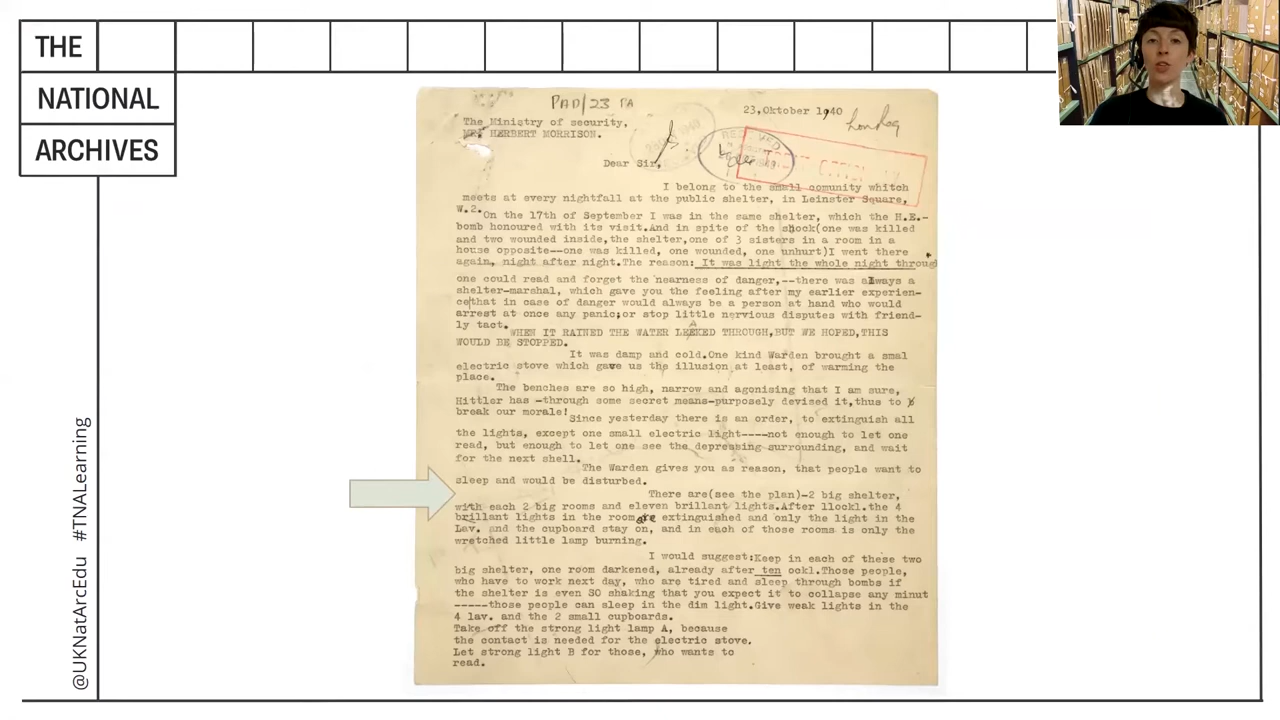 THE
NATIONAL
ARCHIVES
@UKNatArcEdu #TNALearning
PAD/23 PA
23,Oktober 1940
The Ministry of security,
MR. HERBERT MORRISON.
Dear Sir,
I belong to the small comunity whitch
meets at every nightfall at the public shelter, in Leinster Square,
W.2.
On the 17th of September I was in the same shelter, which the H.E.-
bomb honoured with its visit.And in spite of the shock(one was killed
and two wounded inside,the shelter,one of 3 sisters in a room in a
house opposite--one was killed, one wounded, one unhurt)I went there
again, night after night.The reason: It was light the whole night through
one could read and forget the nearness of danger,--there was always a
shelter-marshal, which gave you the feeling after my earlier experien-
ce that in case of danger would always be a person at hand who would
arrest at once any panic;or stop little nervous disputes with friend-
ly tact.
WHEN IT RAINED THE WATER LEAKED THROUGH,BUT WE HOPED,THIS
WOULD BE STOPPED.
It was damp and cold.One kind Warden brought a smal
electric stove which gave us the illusion at least, of warming the
place.
The benches are so high, narrow and agonising that I am sure,
Hittler has -through some secret means-purposely devised it,thus to
break our morale!
Since yesterday there is an order, to extinguish all
the lights, except one small electric light----not enough to let one
read, but enough to let one see the depressing surrounding, and wait
for the next shell.
The Warden gives you as reason, that people want to
sleep and would be disturbed.
There are(see the plan)-2 big shelter,
with each 2 big rooms and eleven brillant lights.After 11ockl.the 4
brillant lights in the room are extinguished and only the light in the
Lav. and the cupboard stay on, and in each of those rooms is only the
wretched little lamp burning.
I would suggest:Keep in each of these two
big shelter, one room darkened, already after ten ockl.Those people,
who have to work next day, who are tired and sleep through bombs if
the shelter is even SO shaking that you expect it to collapse any minut
-----those people can sleep in the dim light.Give weak lights in the
4 lav. and the 2 small cupboards.
Take off the strong light lamp A, because
the contact is needed for the electric stove.
Let strong light B for those, who wants to
read.